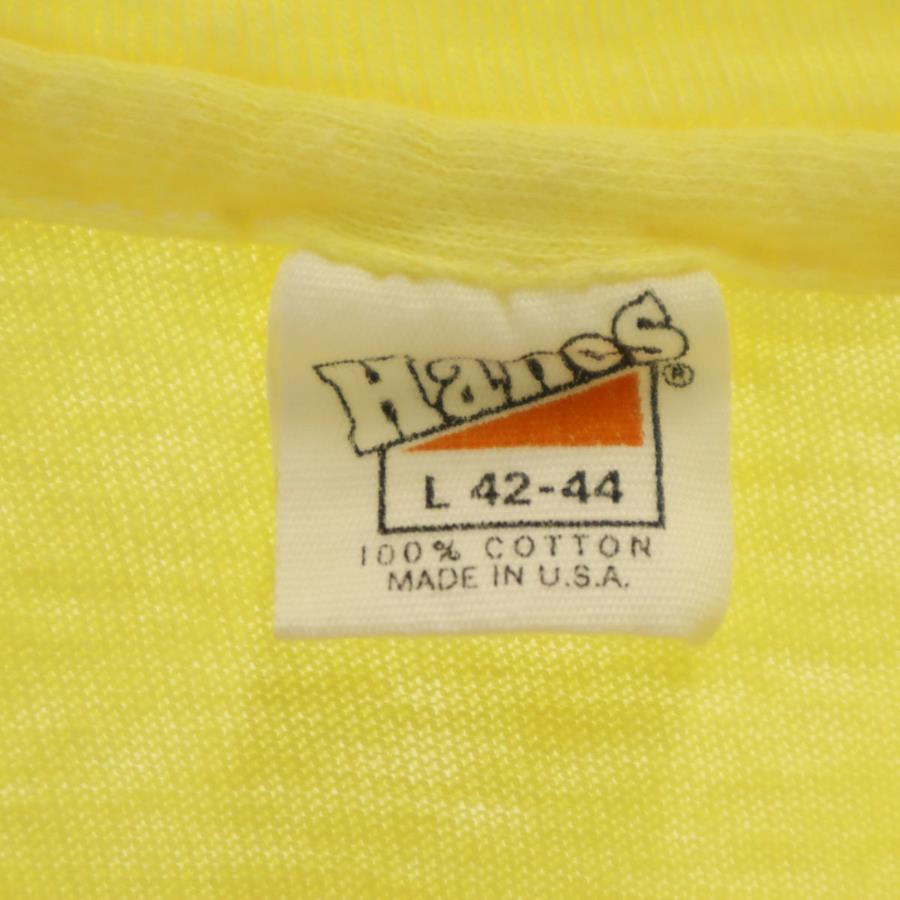 Hanes ®
L 42-44
100% COTTON
MADE IN U.S.A.